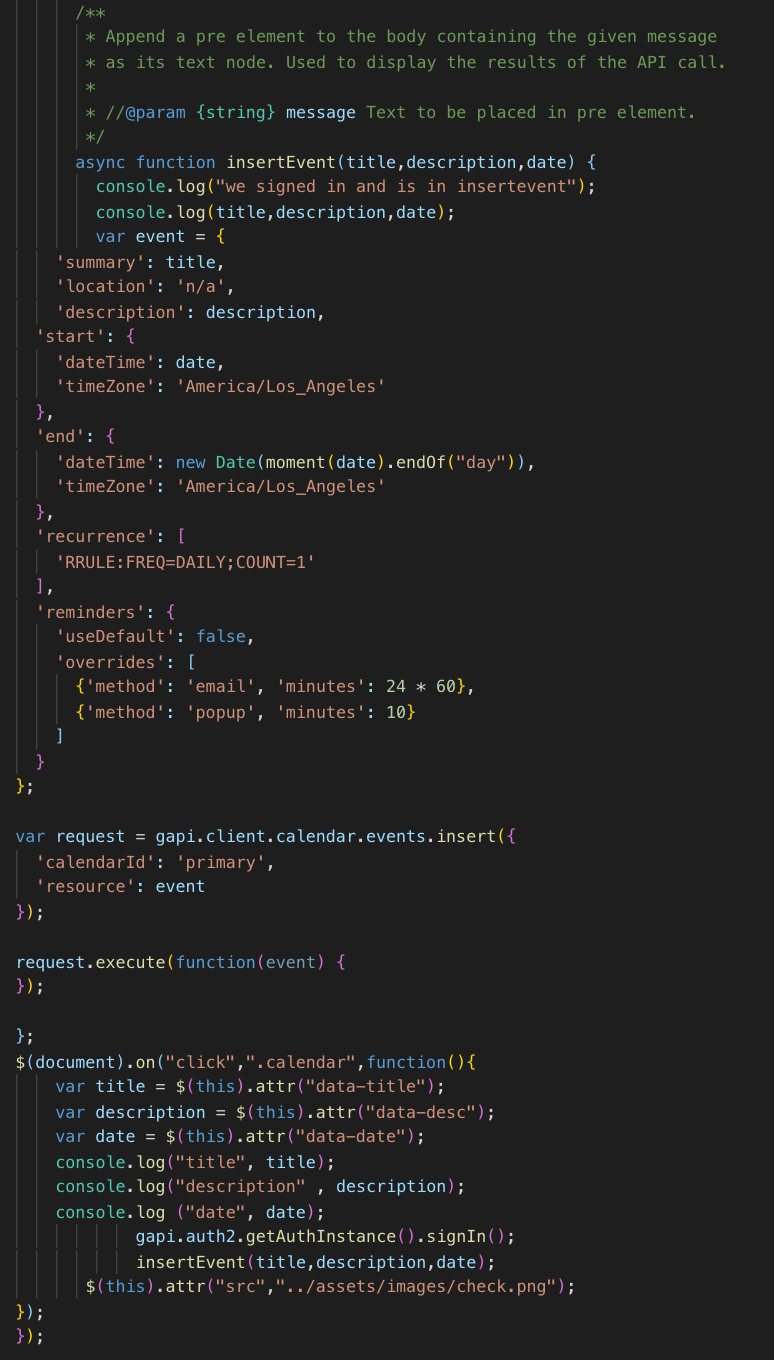 /**
* Append a pre element to the body containing the given message
* as its text node. Used to display the results of the API call.
*
* //@param {string} message Text to be placed in pre element.
*/
async function insertEvent(title,description,date) {
console.log("we signed in and is in insertevent");
console.log(title,description,date);
var event = {
'summary': title,
'location': 'n/a',
'description': description,
'start': {
'dateTime': date,
'timeZone': 'America/Los_Angeles'
},
'end': {
'dateTime': new Date(moment(date).endOf("day")),
'timeZone': 'America/Los_Angeles'
},
'recurrence': [
'RRULE:FREQ=DAILY;COUNT=1'
],
'reminders': {
'useDefault': false,
'overrides': [
{'method': 'email', 'minutes': 24 * 60},
{'method': 'popup', 'minutes': 10}
]
}
};
var request = gapi.client.calendar.events.insert({
'calendarId': 'primary',
'resource': event
});
request.execute(function(event) {
});
};
$(document).on("click",".calendar",function(){
var title = $(this).attr("data-title");
var description = $(this).attr("data-desc");
var date = $(this).attr("data-date");
console.log("title", title);
console.log("description" , description);
console.log ("date", date);
gapi.auth2.getAuthInstance().signIn();
insertEvent(title,description,date);
$(this).attr("src","../assets/images/check.png");
});
});